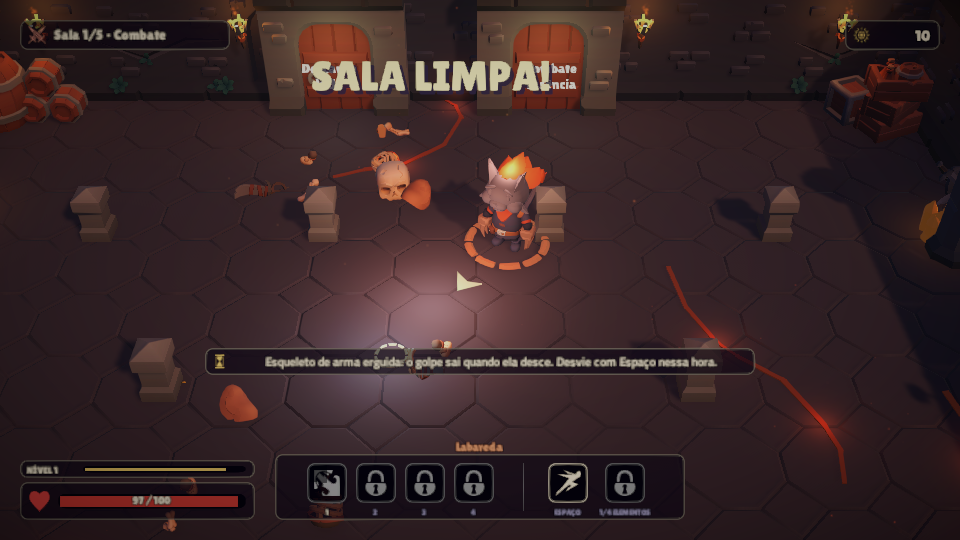 Sala 1/5 - Combate
10
SALA LIMPA!
Esqueleto de arma erguida: o golpe sai quando ela desce. Desvie com Espaço nessa hora.
Labareda
NÍVEL 1
97/100
1
2
3
4
ESPAÇO
1/4 ELEMENTOS